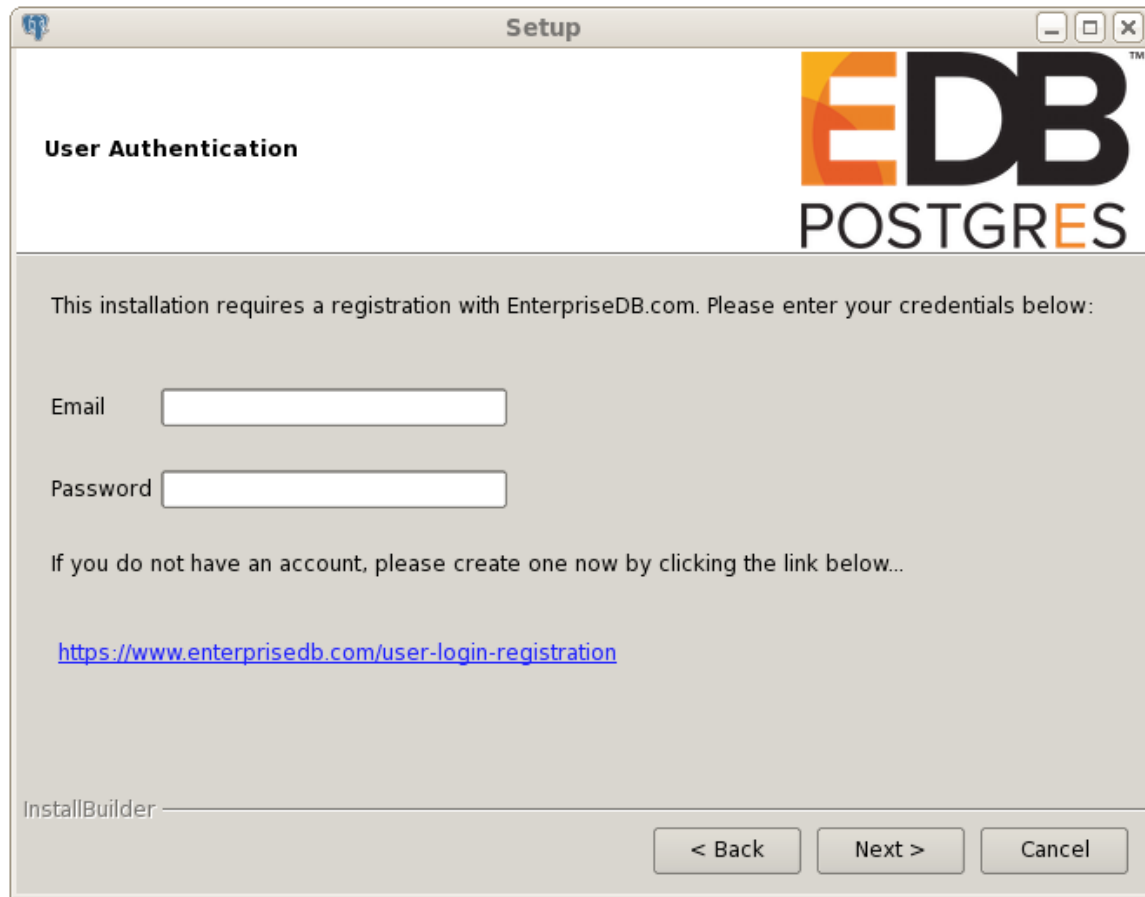 Setup
EDB™
POSTGRES
User Authentication
This installation requires a registration with EnterpriseDB.com. Please enter your credentials below:
Email
Password
If you do not have an account, please create one now by clicking the link below...
https://www.enterprisedb.com/user-login-registration
InstallBuilder
< Back Next > Cancel